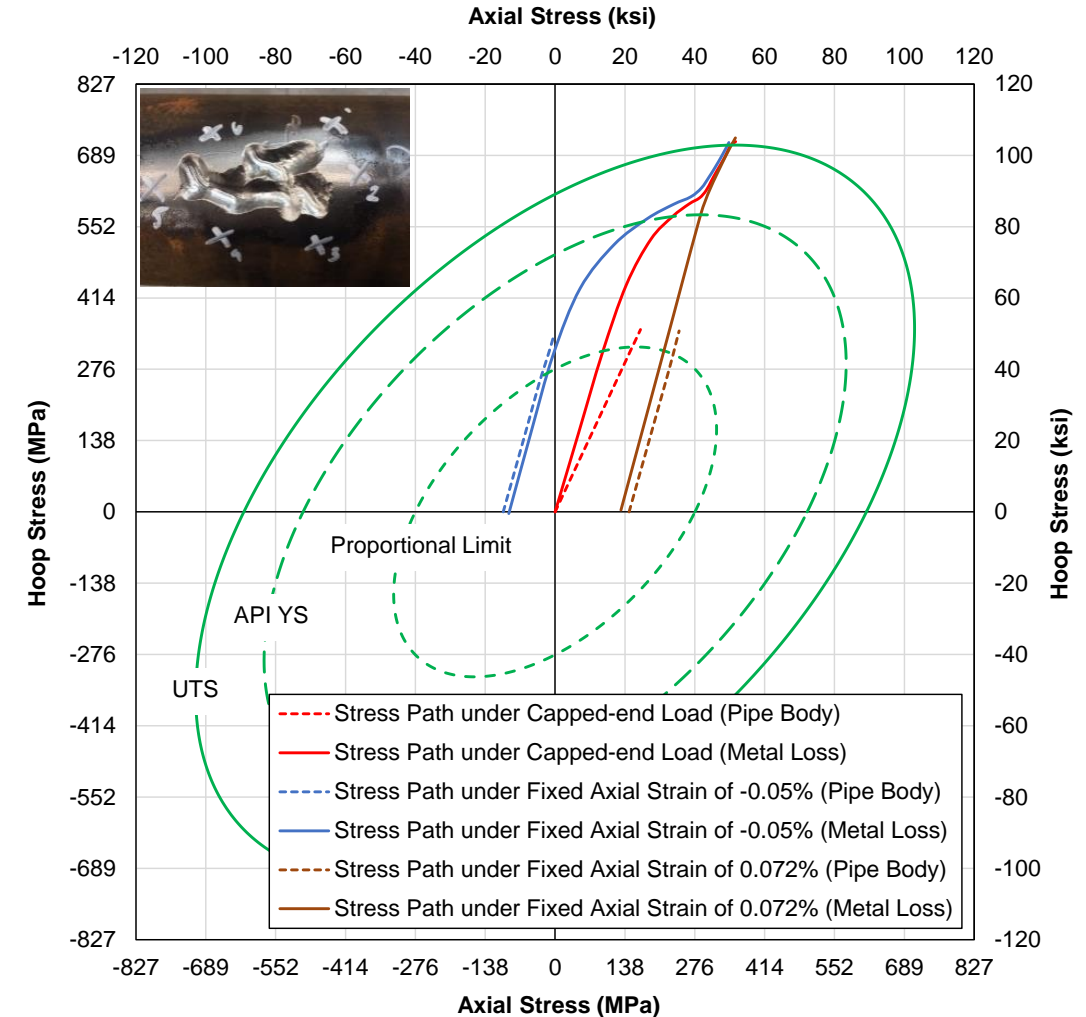 Axial Stress (ksi)
-120 -100 -80 -60 -40 -20 0 20 40 60 80 100 120
827 120
689 100
552 80
414 60
276 40
138 20
0 0
-138 -20
-276 -40
-414 -60
-552 80
-689 -100
-827 -120
Hoop Stress (MPa)
Hoop Stress (ksi)
6
2
5
4
3
Proportional Limit
API YS
UTS
Stress Path under Capped-end Load (Pipe Body)
Stress Path under Capped-end Load (Metal Loss)
Stress Path under Fixed Axial Strain of -0.05% (Pipe Body)
Stress Path under Fixed Axial Strain of -0.05% (Metal Loss)
Stress Path under Fixed Axial Strain of 0.072% (Pipe Body)
Stress Path under Fixed Axial Strain of 0.072% (Metal Loss)
-827 -689 -552 -414 -276 -138 0 138 276 414 552 689 827
Axial Stress (MPa)